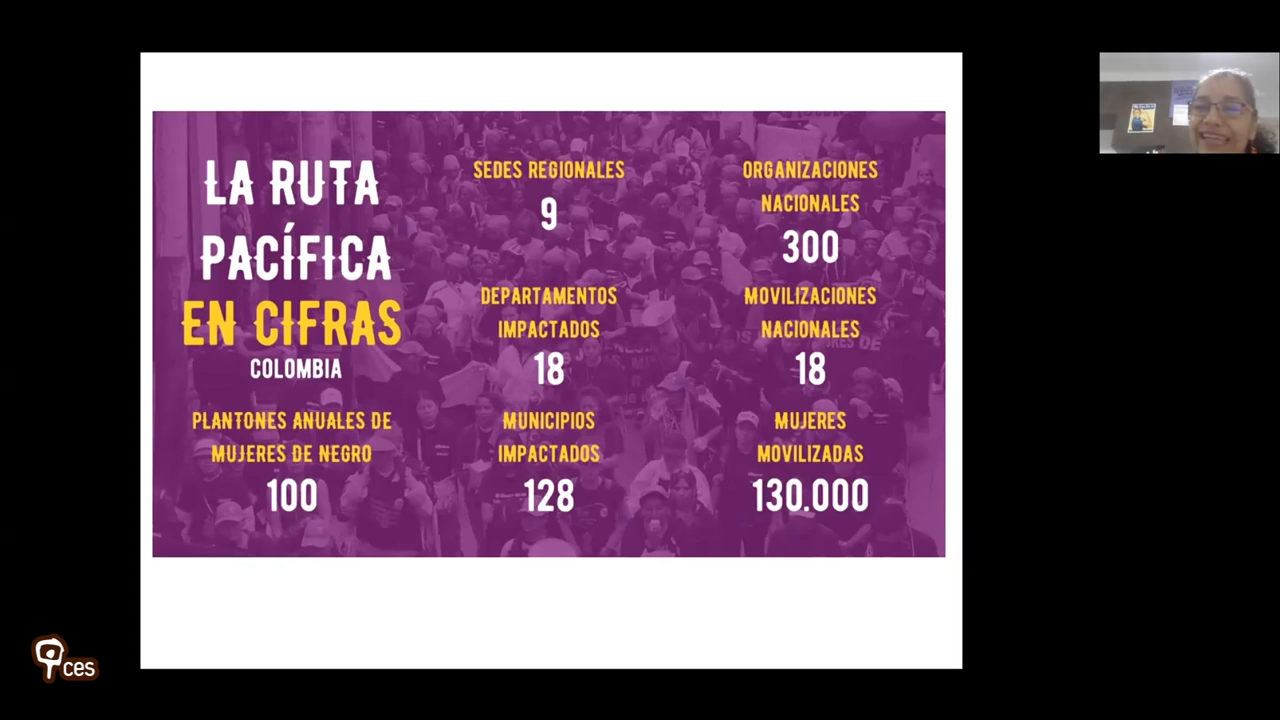 LA RUTA
PACÍFICA
EN CIFRAS
COLOMBIA
PLANTONES ANUALES DE
MUJERES DE NEGRO
100
SEDES REGIONALES
9
DEPARTAMENTOS
IMPACTADOS
18
MUNICIPIOS
IMPACTADOS
128
ORGANIZACIONES
NACIONALES
300
MOVILIZACIONES
NACIONALES
18
MUJERES
MOVILIZADAS
130.000
ces